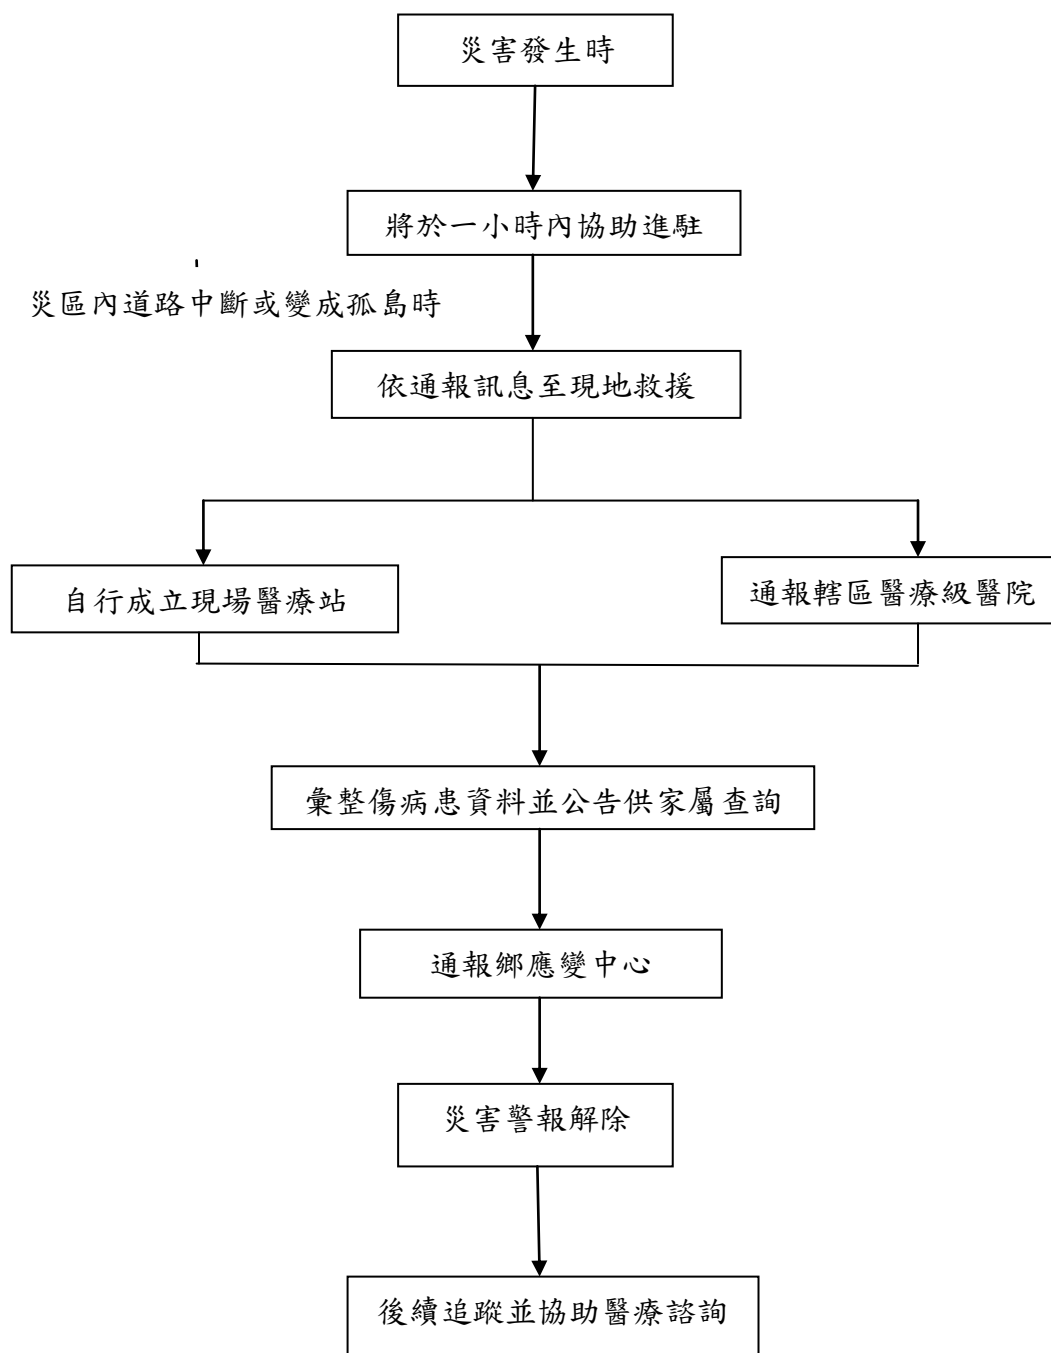 災害發生時
將於一小時內協助進駐
災區內道路中斷或變成孤島時
依通報訊息至現地救援
自行成立現場醫療站
通報轄區醫療級醫院
彙整傷病患資料並公告供家屬查詢
通報鄉應變中心
災害警報解除
後續追蹤並協助醫療諮詢